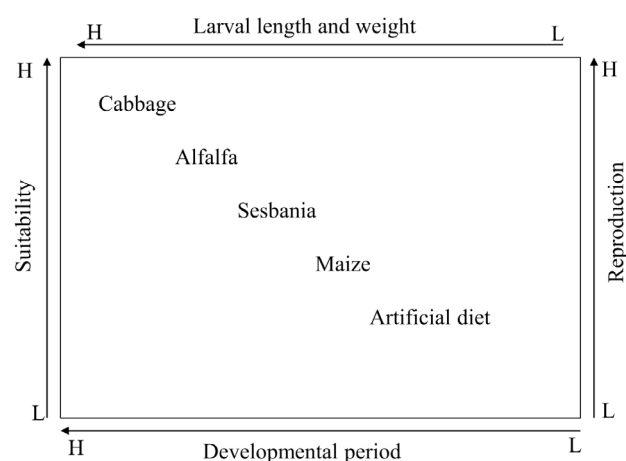 Larval length and weight
H
L
H
H
Cabbage
Alfalfa
Suitability
Sesbania
Reproduction
Maize
Artificial diet
L
L
H
L
Developmental period